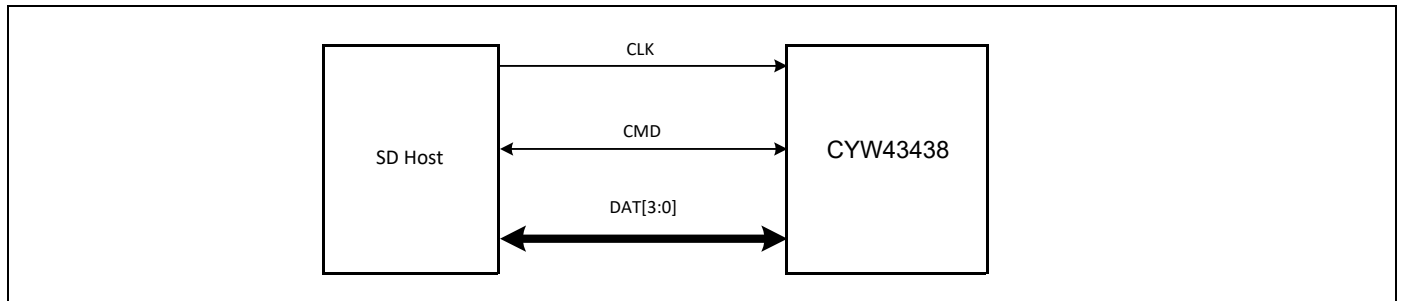 CLK
CMD
SD Host
CYW43438
DAT[3:0]